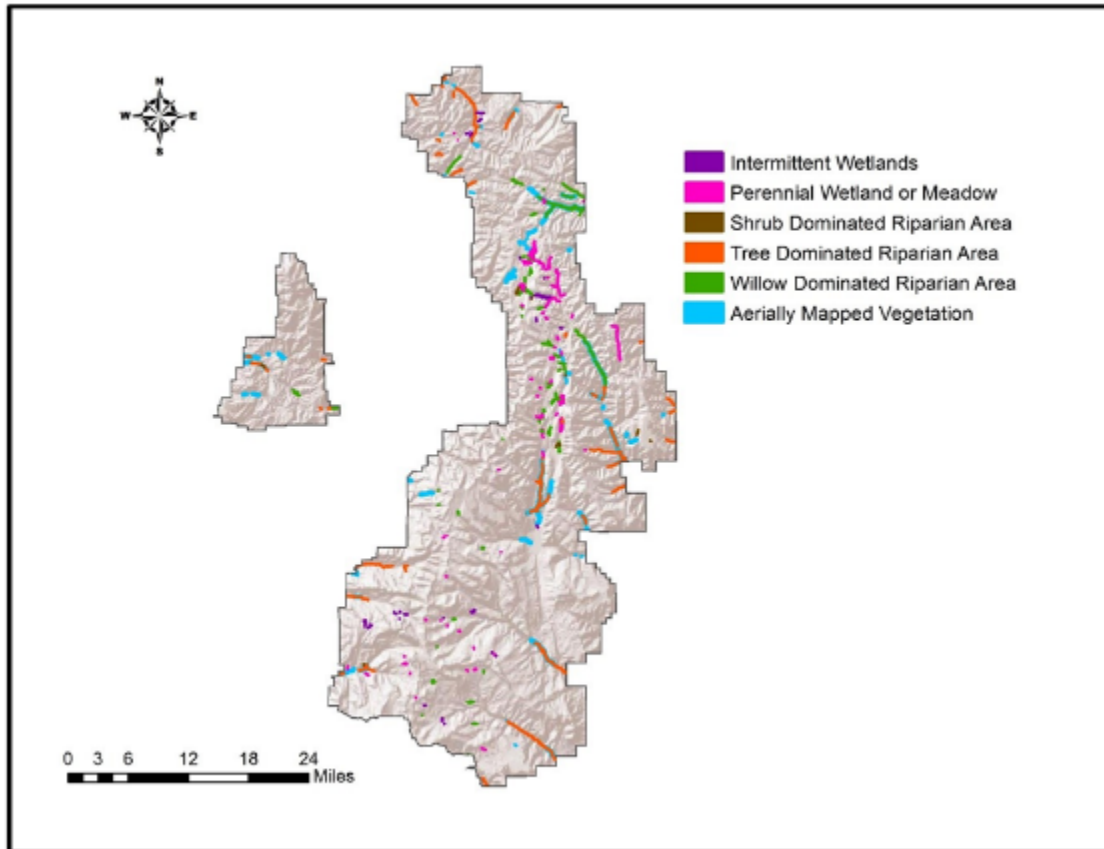 N
W E
S
Intermittent Wetlands
Perennial Wetland or Meadow
Shrub Dominated Riparian Area
Tree Dominated Riparian Area
Willow Dominated Riparian Area
Aerially Mapped Vegetation
0 3 6 12 18 24
Miles